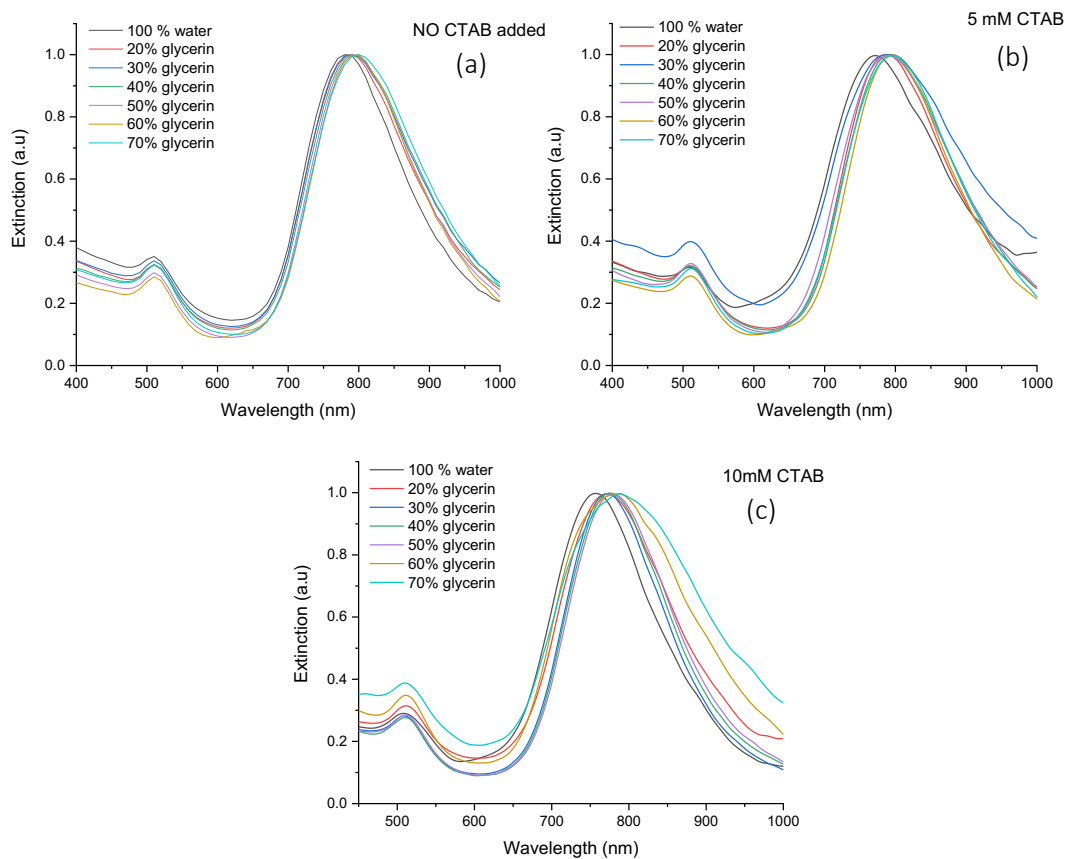 NO CTAB added
(a)
100 % water
20% glycerin
30% glycerin
40% glycerin
50% glycerin
60% glycerin
70% glycerin
Extinction (a.u)
1.0
0.8
0.6
0.4
0.2
0.0
400 500 600 700 800 900 1000
Wavelength (nm)
5 mM CTAB
(b)
100 % water
20% glycerin
30% glycerin
40% glycerin
50% glycerin
60% glycerin
70% glycerin
Extinction (a.u)
1.0
0.8
0.6
0.4
0.2
0.0
400 500 600 700 800 900 1000
Wavelength (nm)
10mM CTAB
(c)
100 % water
20% glycerin
30% glycerin
40% glycerin
50% glycerin
60% glycerin
70% glycerin
Extinction (a.u)
1.0
0.8
0.6
0.4
0.2
0.0
500 600 700 800 900 1000
Wavelength (nm)